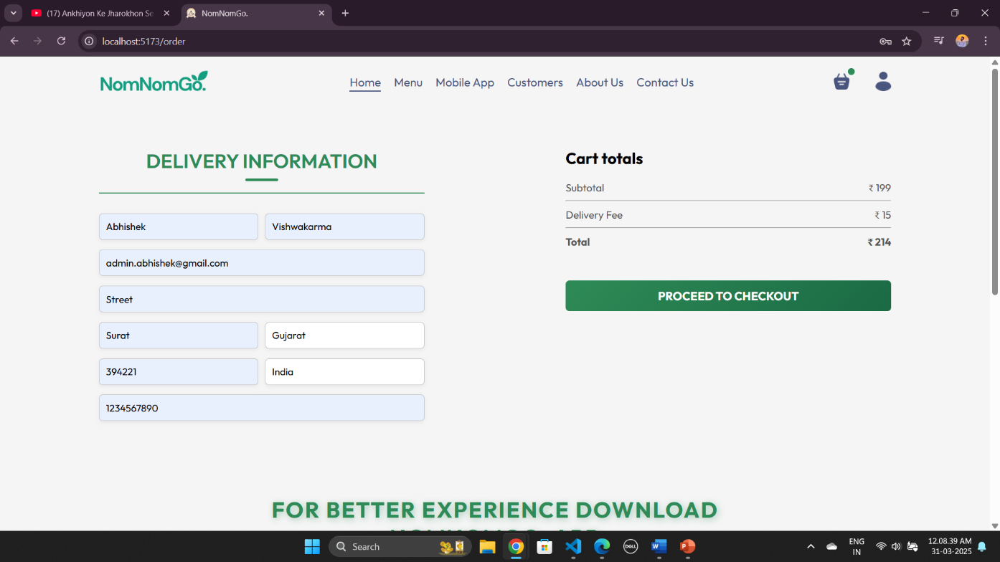 (17) Ankhiyon Ke Jharokhon Se
NomNomGo.
localhost:5173/order
NomNomGo.
Home Menu Mobile App Customers About Us Contact Us
DELIVERY INFORMATION
Abhishek Vishwakarma
admin.abhishek@gmail.com
Street
Surat Gujarat
394221 India
1234567890
Cart totals
Subtotal ₹ 199
Delivery Fee ₹ 15
Total ₹ 214
PROCEED TO CHECKOUT
FOR BETTER EXPERIENCE DOWNLOAD
Search
DELL
ENG
IN
12.08.39 AM
31-03-2025